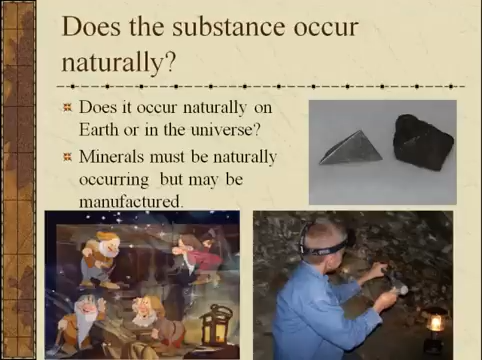 Does the substance occur
naturally?
Does it occur naturally on
Earth or in the universe?
Minerals must be naturally
occurring but may be
manufactured.